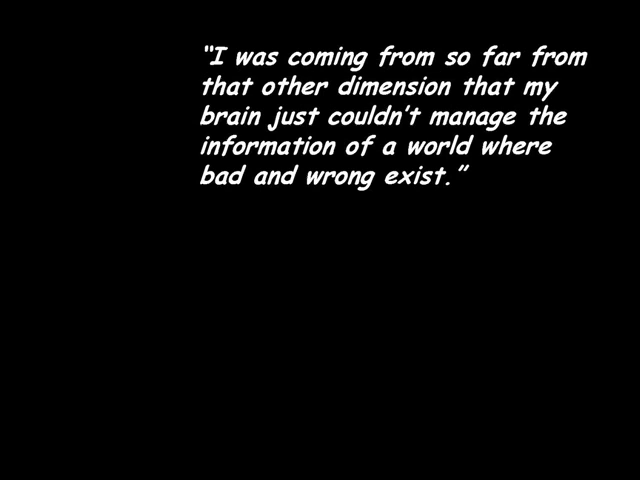 “I was coming from so far from
that other dimension that my
brain just couldn’t manage the
information of a world where
bad and wrong exist.”